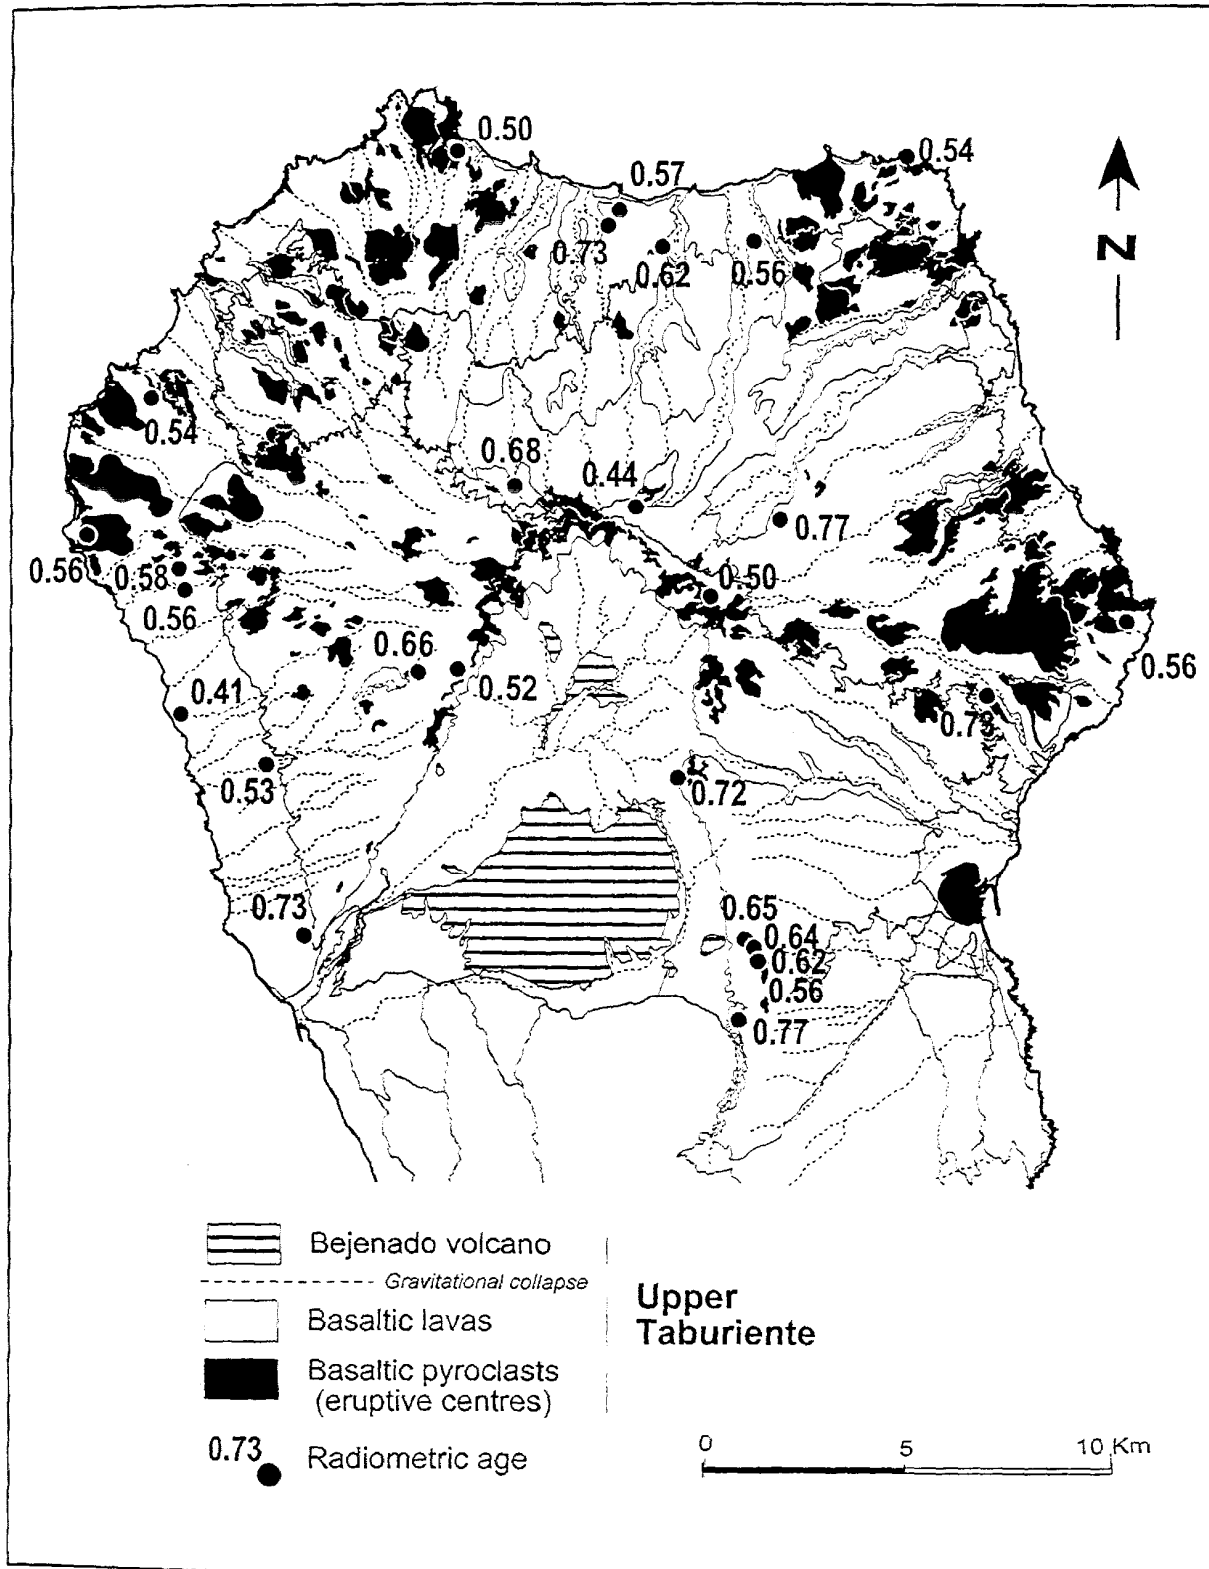 0.50
0.54
0.57
N
0.73
0.62
0.56
0.54
0.68
0.44
0.77
0.56
0.58
0.50
0.56
0.66
0.56
0.52
0.41
0.73
0.53
0.72
0.73
0.65
0.64
0.62
0.56
0.77
Bejenado volcano
Gravitational collapse
Upper
Taburiente
Basaltic lavas
Basaltic pyroclasts
(eruptive centres)
0.73
Radiometric age
0 5 10 Km